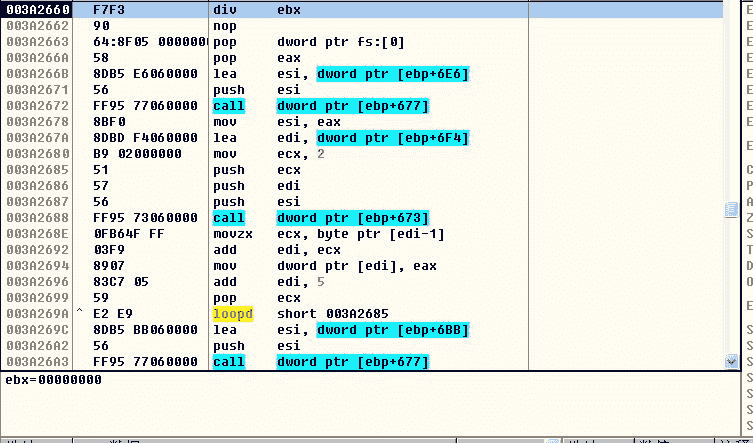 003A2660 F7F3 div ebx
003A2662 90 nop
003A2663 64:8F05 0000000 pop dword ptr fs:[0]
003A266A 58 pop eax
003A266B 8DB5 E6060000 lea esi, dword ptr [ebp+6E6]
003A2671 56 push esi
003A2672 FF95 77060000 call dword ptr [ebp+677]
003A2678 8BF0 mov esi, eax
003A267A 8DBD F4060000 lea edi, dword ptr [ebp+6F4]
003A2680 B9 02000000 mov ecx, 2
003A2685 51 push ecx
003A2686 57 push edi
003A2687 56 push esi
003A2688 FF95 73060000 call dword ptr [ebp+673]
003A268E 0FB64F FF movzx ecx, byte ptr [edi-1]
003A2692 03F9 add edi, ecx
003A2694 8907 mov dword ptr [edi], eax
003A2696 83C7 05 add edi, 5
003A2699 59 pop ecx
003A269A ^ E2 E9 loopd short 003A2685
003A269C 8DB5 BB060000 lea esi, dword ptr [ebp+6BB]
003A26A2 56 push esi
003A26A3 FF95 77060000 call dword ptr [ebp+677]
ebx=00000000